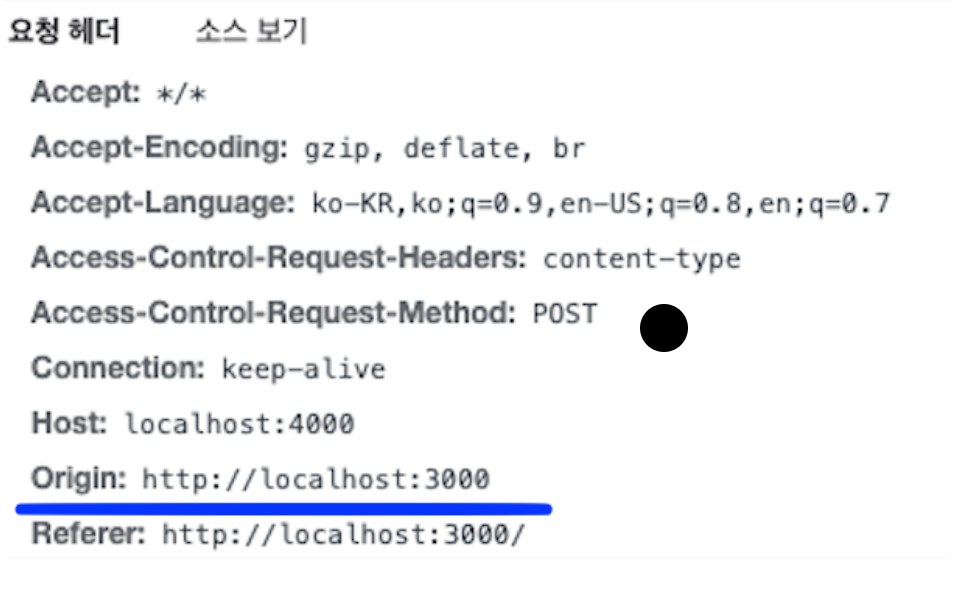 요청 헤더 소스 보기
Accept: */*
Accept-Encoding: gzip, deflate, br
Accept-Language: ko-KR,ko;q=0.9,en-US;q=0.8,en;q=0.7
Access-Control-Request-Headers: content-type
Access-Control-Request-Method: POST
Connection: keep-alive
Host: localhost:4000
Origin: http://localhost:3000
Referer: http://localhost:3000/